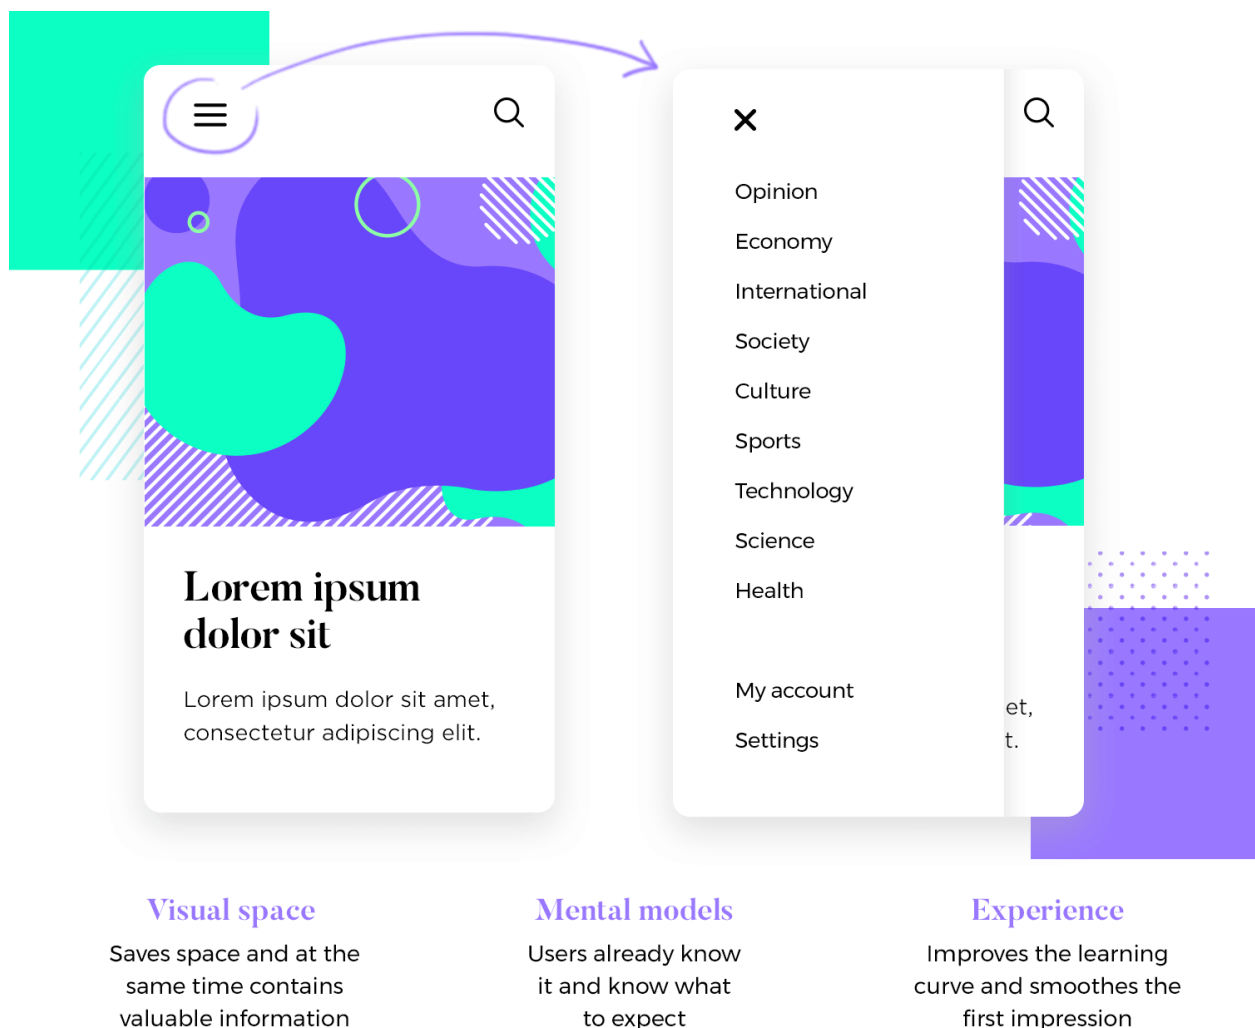 Lorem ipsum
dolor sit
Lorem ipsum dolor sit amet,
consectetur adipiscing elit.
Opinion
Economy
International
Society
Culture
Sports
Technology
Science
Health
My account
Settings
et,
t.
Visual space
Saves space and at the
same time contains
valuable information
Mental models
Users already know
it and know what
to expect
Experience
Improves the learning
curve and smoothes the
first impression